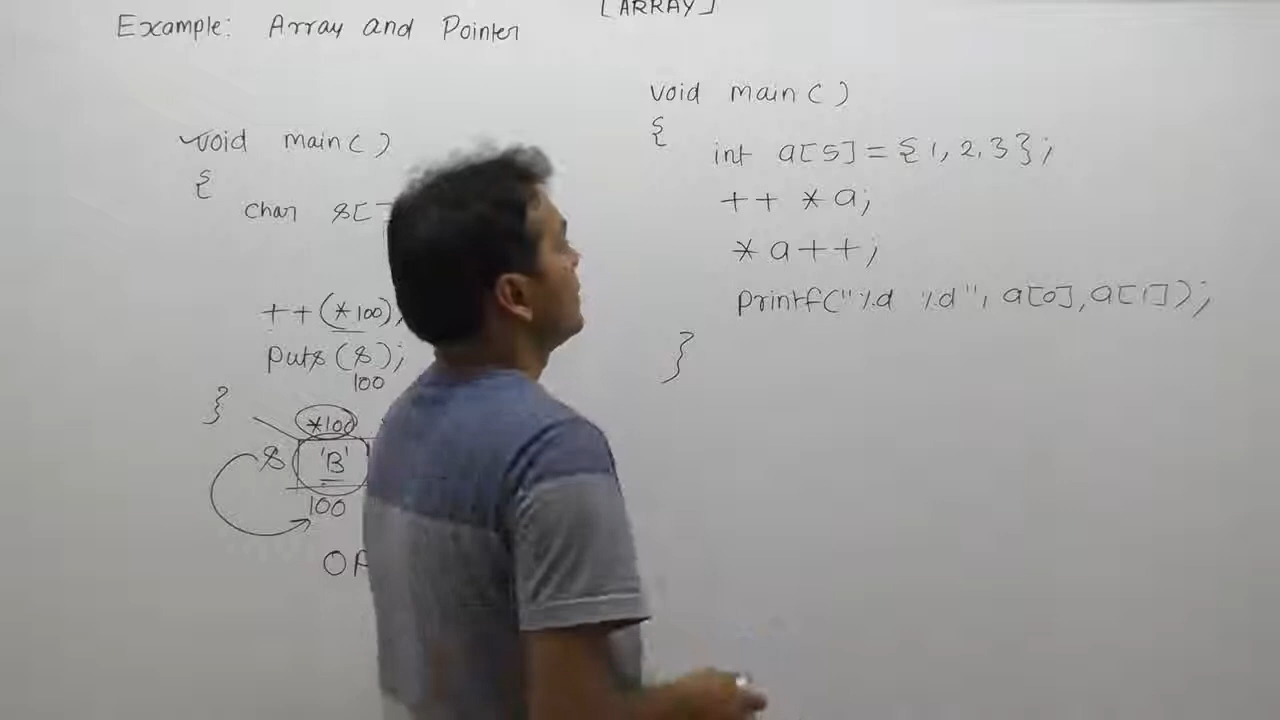 [ARRAY]
Example: Array and Pointer
void main()
{
char s[
++(*100);
puts(s);
100
}
*100
s 'B'
100
void main()
{
int a[5]={1,2,3};
++ *a;
*a++;
printf("%d %d", a[0],a[1]);
}